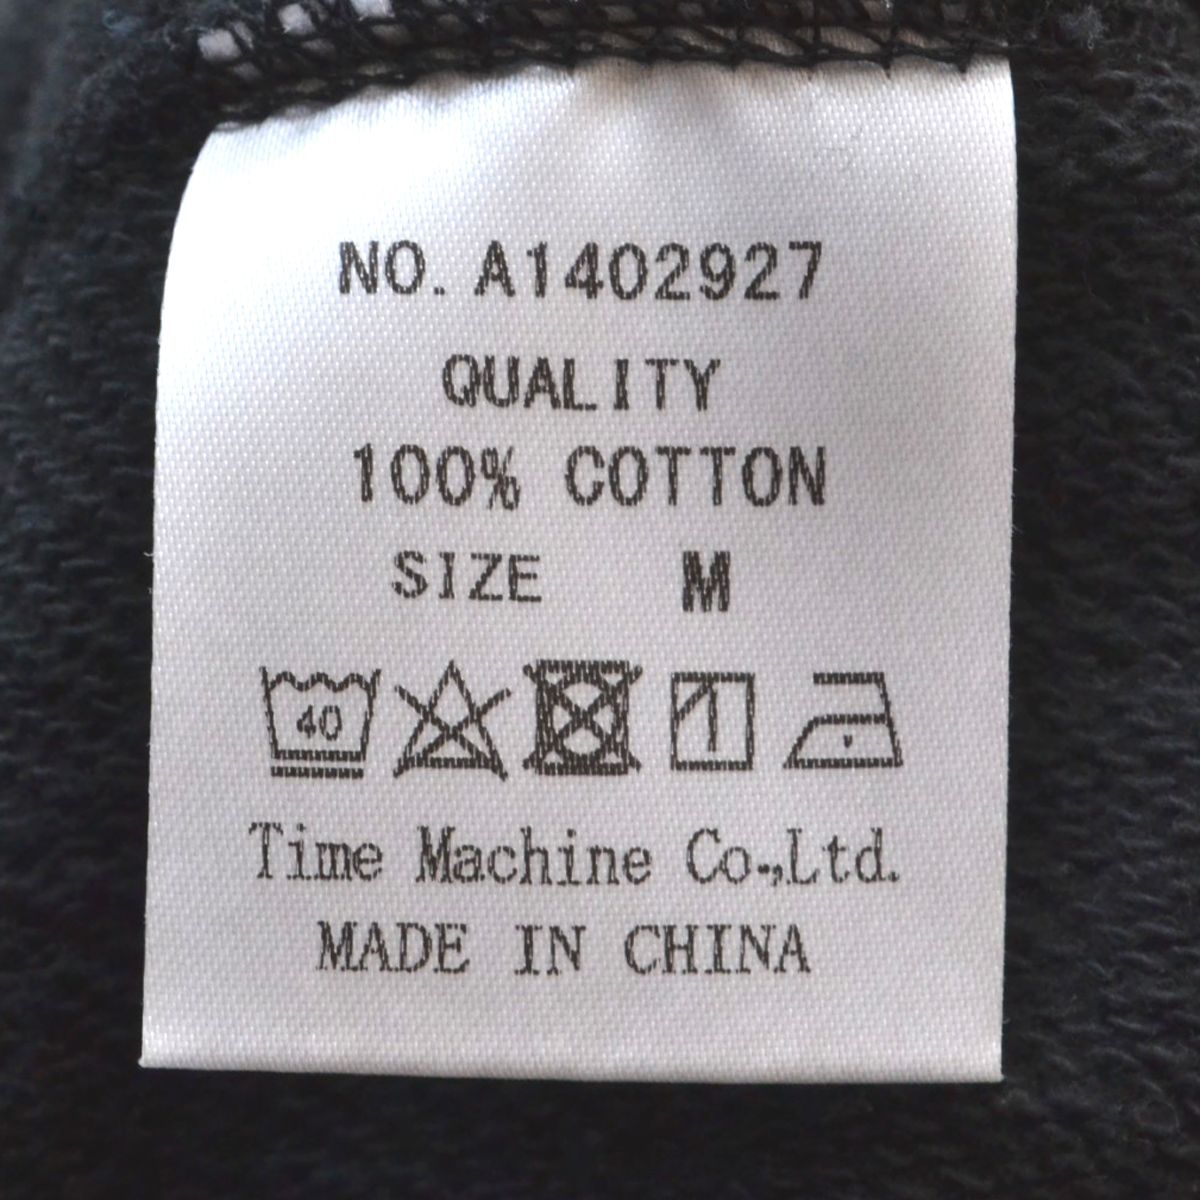 NO. A1402927
QUALITY
100% COTTON
SIZE M
40
Time Machine Co.,Ltd.
MADE IN CHINA